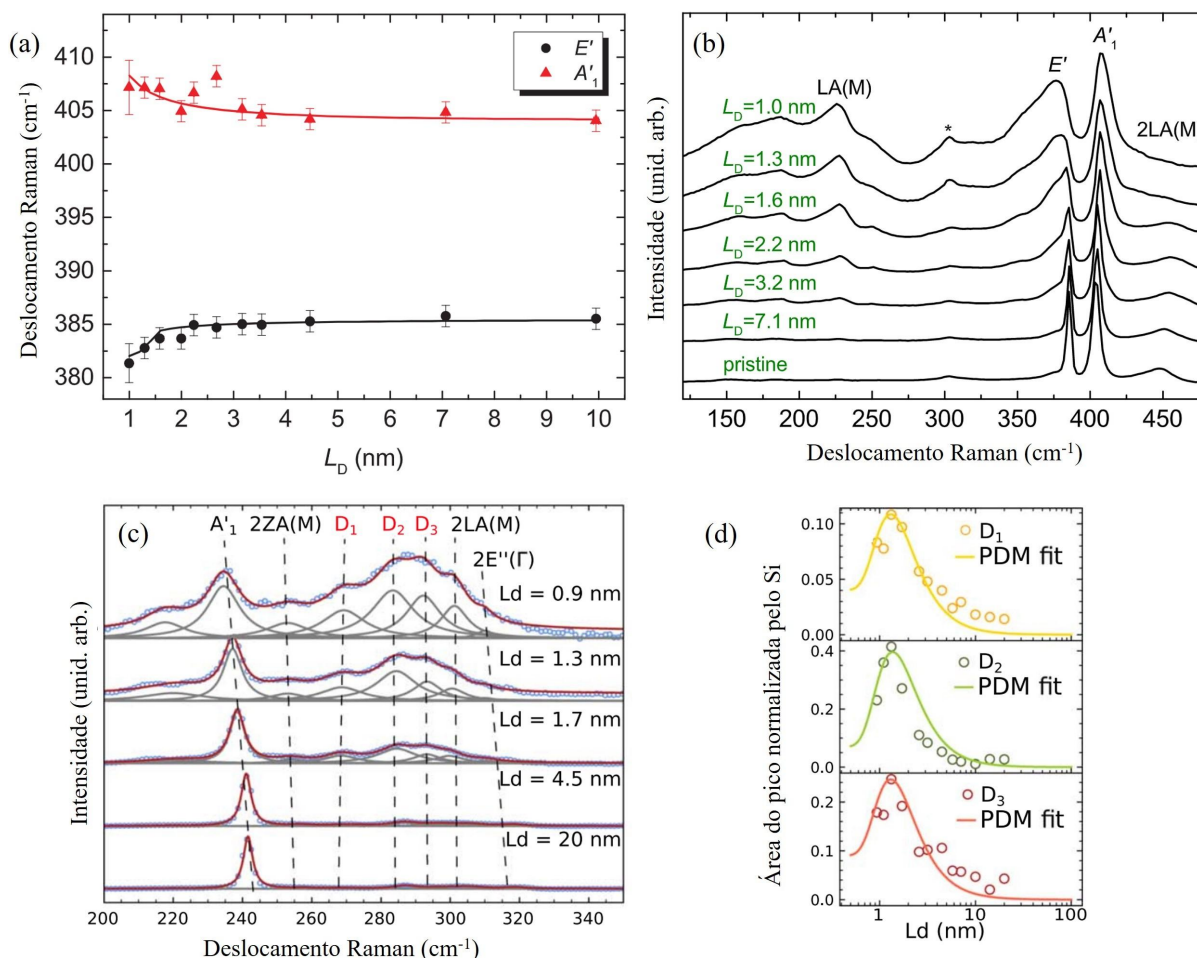 (a)
E'
A'₁
410
405
400
395
390
385
380
Deslocamento Raman (cm⁻¹)
1 2 3 4 5 6 7 8 9 10
L_D (nm)
(b)
LA(M)
*
E'
A'₁
2LA(M)
L_D=1.0 nm
L_D=1.3 nm
L_D=1.6 nm
L_D=2.2 nm
L_D=3.2 nm
L_D=7.1 nm
pristine
Intensidade (unid. arb.)
150 200 250 300 350 400 450
Deslocamento Raman (cm⁻¹)
(c)
A'₁ 2ZA(M) D₁ D₂ D₃ 2LA(M)
2E''(Γ)
Ld = 0.9 nm
Ld = 1.3 nm
Ld = 1.7 nm
Ld = 4.5 nm
Ld = 20 nm
Intensidade (unid. arb.)
200 220 240 260 280 300 320 340
Deslocamento Raman (cm⁻¹)
(d)
0.10
0.05
0.00
D₁
PDM fit
0.4
0.2
0.0
D₂
PDM fit
0.2
0.1
0.0
D₃
PDM fit
Área do pico normalizada pelo Si
1 10 100
Ld (nm)